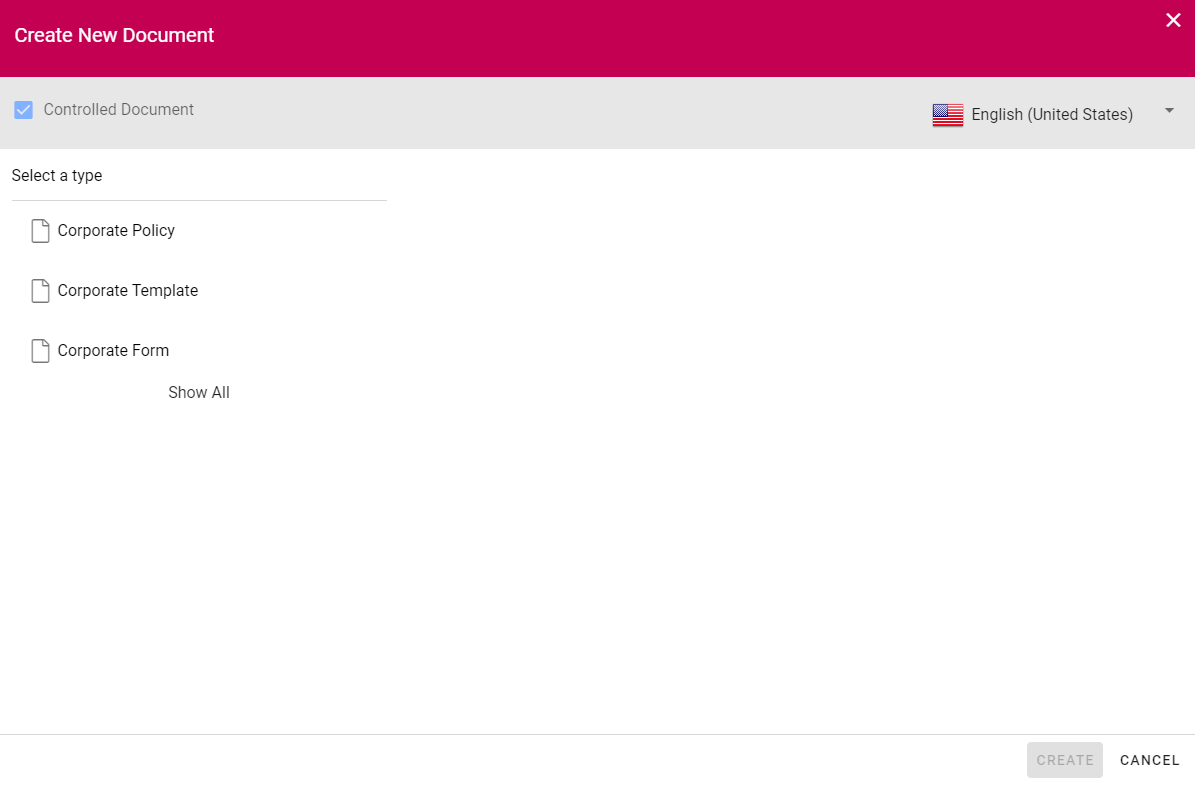 Create New Document
Controlled Document
English (United States)
Select a type
Corporate Policy
Corporate Template
Corporate Form
Show All
CREATE CANCEL